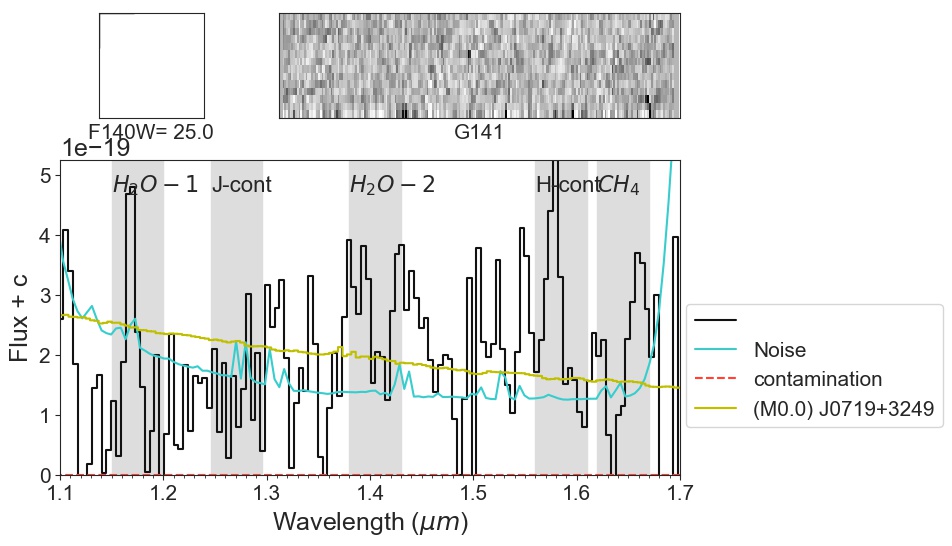 F140W= 25.0
G141
1e−19
H₂O − 1 J-cont H₂O − 2 H-cont CH₄
5
4
3
2
1
0
Flux + c
1.1 1.2 1.3 1.4 1.5 1.6 1.7
Wavelength (μm)
Noise
contamination
(M0.0) J0719+3249